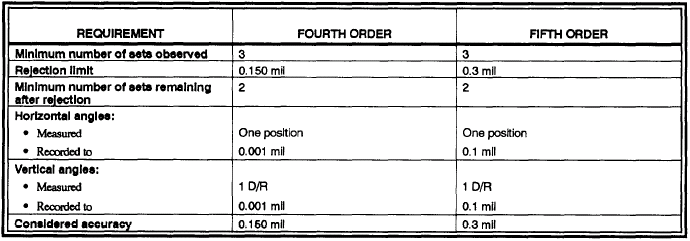 REQUIREMENT FOURTH ORDER FIFTH ORDER
Minimum number of sets observed 3 3
Rejection limit 0.150 mil 0.3 mil
Minimum number of sets remaining 2 2
after rejection
Horizontal angles:
• Measured One position One position
• Recorded to 0.001 mil 0.1 mil
Vertical angles:
• Measured 1 D/R 1 D/R
• Recorded to 0.001 mil 0.1 mil
Considered accuracy 0.150 mil 0.3 mil